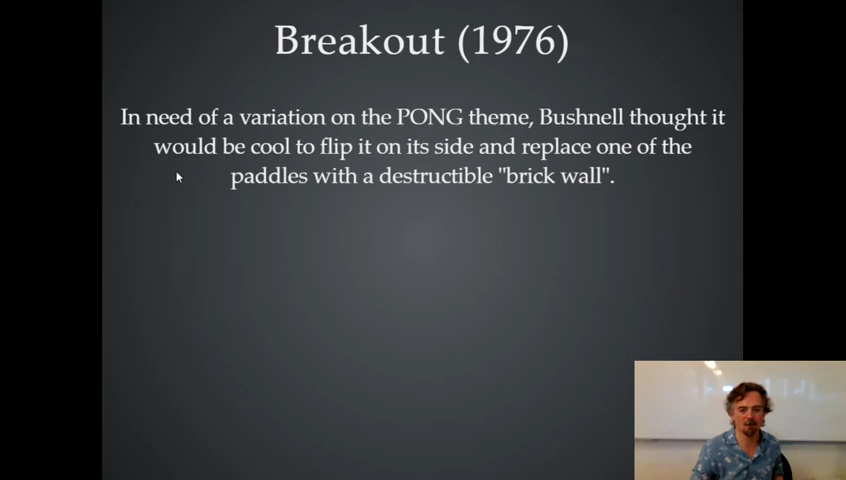 Breakout (1976)
In need of a variation on the PONG theme, Bushnell thought it
would be cool to flip it on its side and replace one of the
paddles with a destructible "brick wall".